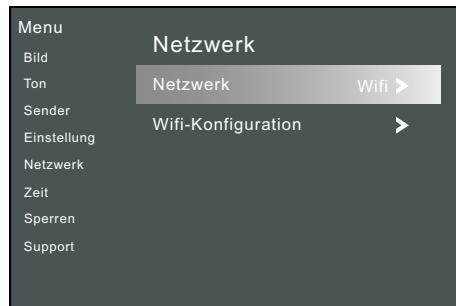 Menu
Bild
Ton
Sender
Einstellung
Netzwerk
Zeit
Sperren
Support
Netzwerk
Netzwerk Wifi >
Wifi-Konfiguration >